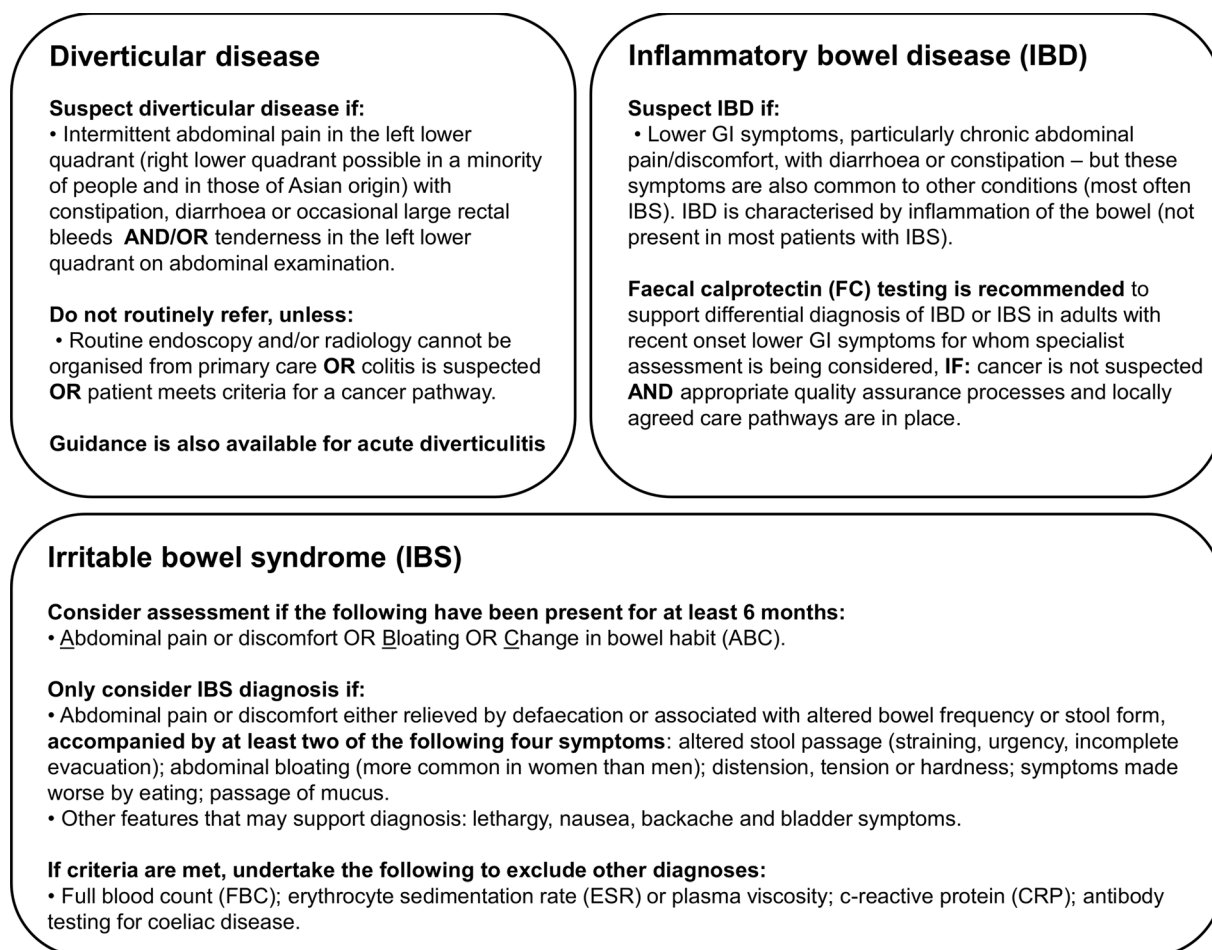 Diverticular disease
Suspect diverticular disease if:
• Intermittent abdominal pain in the left lower
quadrant (right lower quadrant possible in a minority
of people and in those of Asian origin) with
constipation, diarrhoea or occasional large rectal
bleeds AND/OR tenderness in the left lower
quadrant on abdominal examination.
Do not routinely refer, unless:
• Routine endoscopy and/or radiology cannot be
organised from primary care OR colitis is suspected
OR patient meets criteria for a cancer pathway.
Guidance is also available for acute diverticulitis
Inflammatory bowel disease (IBD)
Suspect IBD if:
• Lower GI symptoms, particularly chronic abdominal
pain/discomfort, with diarrhoea or constipation – but these
symptoms are also common to other conditions (most often
IBS). IBD is characterised by inflammation of the bowel (not
present in most patients with IBS).
Faecal calprotectin (FC) testing is recommended to
support differential diagnosis of IBD or IBS in adults with
recent onset lower GI symptoms for whom specialist
assessment is being considered, IF: cancer is not suspected
AND appropriate quality assurance processes and locally
agreed care pathways are in place.
Irritable bowel syndrome (IBS)
Consider assessment if the following have been present for at least 6 months:
• Abdominal pain or discomfort OR Bloating OR Change in bowel habit (ABC).
Only consider IBS diagnosis if:
• Abdominal pain or discomfort either relieved by defaecation or associated with altered bowel frequency or stool form,
accompanied by at least two of the following four symptoms: altered stool passage (straining, urgency, incomplete
evacuation); abdominal bloating (more common in women than men); distension, tension or hardness; symptoms made
worse by eating; passage of mucus.
• Other features that may support diagnosis: lethargy, nausea, backache and bladder symptoms.
If criteria are met, undertake the following to exclude other diagnoses:
• Full blood count (FBC); erythrocyte sedimentation rate (ESR) or plasma viscosity; c-reactive protein (CRP); antibody
testing for coeliac disease.